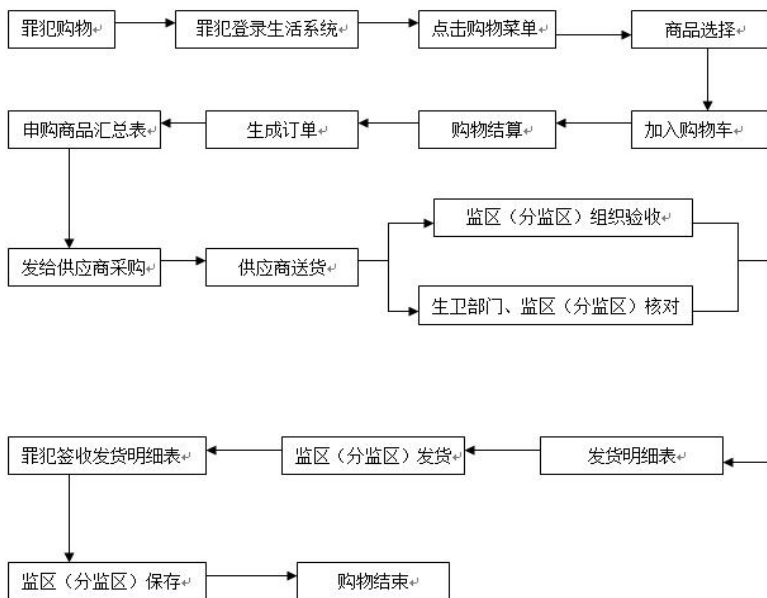 罪犯购物
罪犯登录生活系统
点击购物菜单
商品选择
加入购物车
购物结算
生成订单
申购商品汇总表
发给供应商采购
供应商送货
监区（分监区）组织验收
生卫部门、监区（分监区）核对
发货明细表
监区（分监区）发货
罪犯签收发货明细表
监区（分监区）保存
购物结束